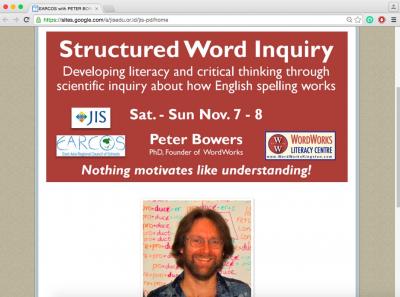 EARCOS with PETER BOW
https://sites.google.com/a/jisedu.or.id/jis-pd/home
Structured Word Inquiry
Developing literacy and critical thinking through
scientific inquiry about how English spelling works
JIS
Sat. - Sun Nov. 7 - 8
EARCOS
East Asia Regional Council of Schools
Peter Bowers
PhD, Founder of WordWorks
WordWorks
Literacy Centre
www.WordWorksKingston.com
Nothing motivates like understanding!